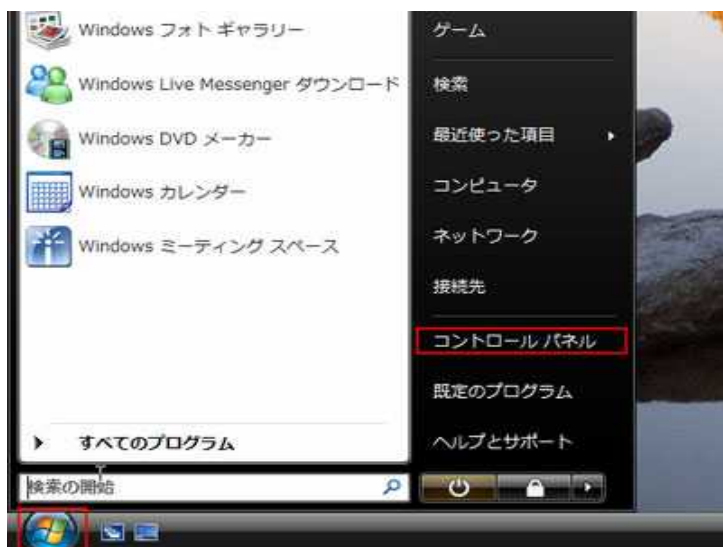 Windows フォト ギャラリー
Windows Live Messenger ダウンロード
Windows DVD メーカー
Windows カレンダー
Windows ミーティング スペース
すべてのプログラム
検索の開始
ゲーム
検索
最近使った項目
コンピュータ
ネットワーク
接続先
コントロール パネル
既定のプログラム
ヘルプとサポート